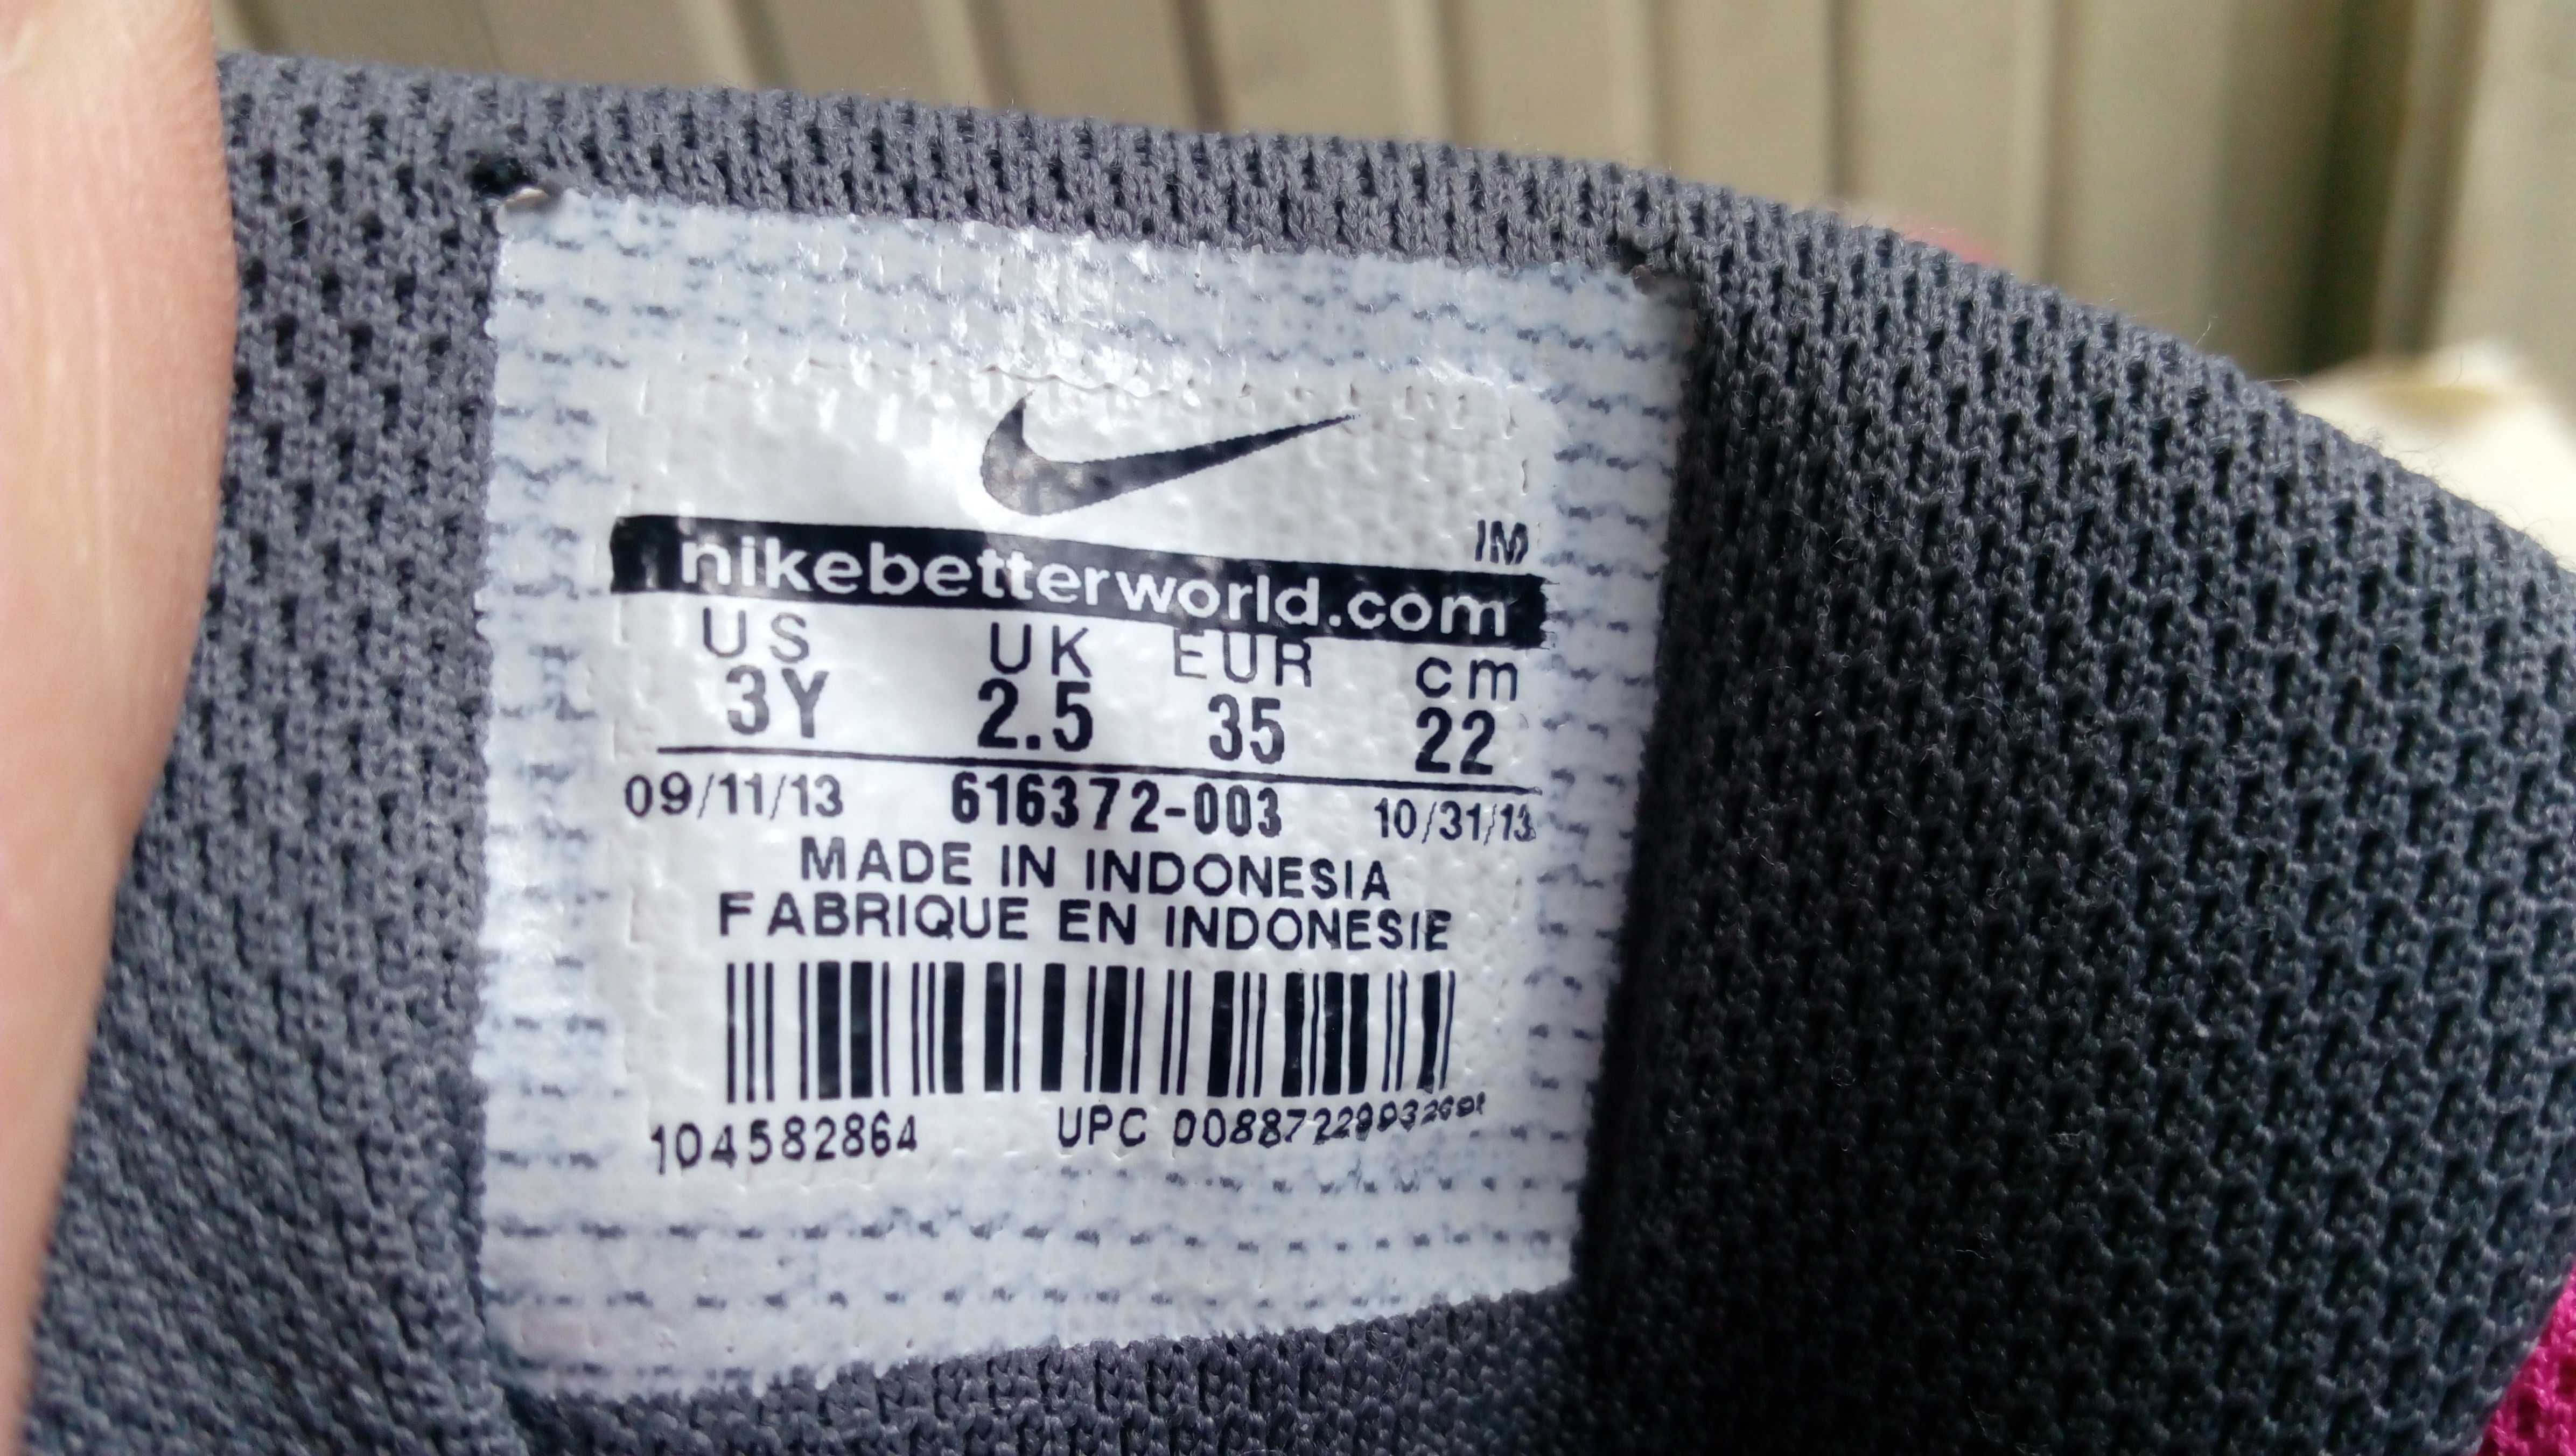 IM
nikebetterworld.com
US UK EUR cm
3Y 2.5 35 22
09/11/13 616372-003 10/31/13
MADE IN INDONESIA
FABRIQUE EN INDONESIE
104582864 UPC